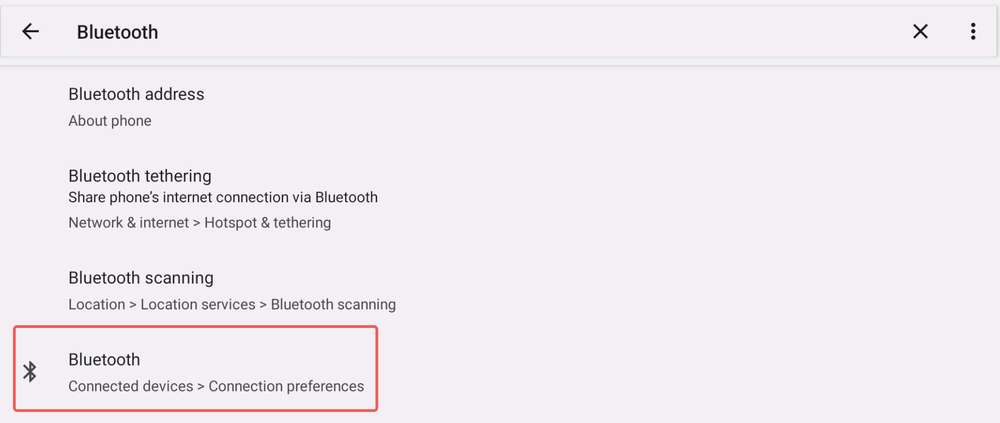 Bluetooth
Bluetooth address
About phone
Bluetooth tethering
Share phone’s internet connection via Bluetooth
Network & internet > Hotspot & tethering
Bluetooth scanning
Location > Location services > Bluetooth scanning
Bluetooth
Connected devices > Connection preferences